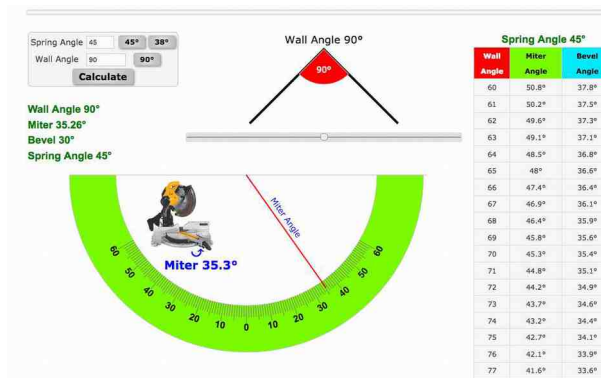 Spring Angle 45 45° 38°
Wall Angle 90 90°
Calculate
Wall Angle 90°
Miter 35.26°
Bevel 30°
Spring Angle 45°
Wall Angle 90°
90°
Miter Angle
Miter 35.3°
60 50 40 30 20 10 0 10 20 30 40 50 60
Spring Angle 45°
Wall Angle Miter Angle Bevel Angle
60 50.8° 37.8°
61 50.2° 37.5°
62 49.6° 37.3°
63 49.1° 37.1°
64 48.5° 36.8°
65 48° 36.6°
66 47.4° 36.4°
67 46.9° 36.1°
68 46.4° 35.9°
69 45.8° 35.6°
70 45.3° 35.4°
71 44.8° 35.1°
72 44.2° 34.9°
73 43.7° 34.6°
74 43.2° 34.4°
75 42.7° 34.1°
76 42.1° 33.9°
77 41.6° 33.6°